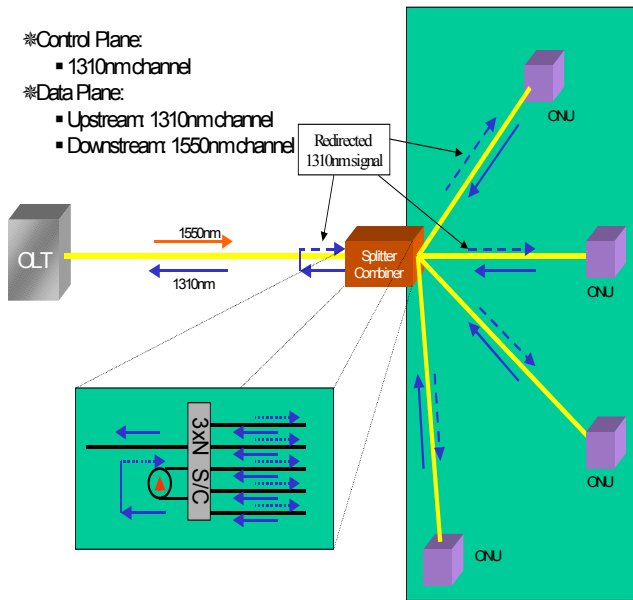 ✵Control Plane:
▪ 1310nm channel
✵Data Plane:
▪ Upstream: 1310nm channel
▪ Downstream: 1550nm channel
Redirected
1310nm signal
ONU
OLT
1550nm
1310nm
Splitter
Combiner
ONU
3xN S/C
ONU
ONU